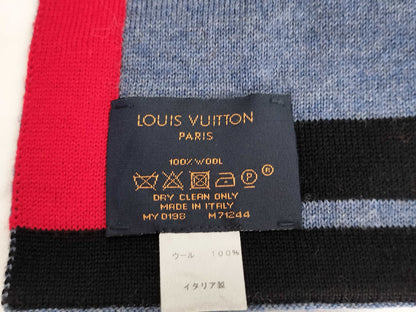 LOUIS VUITTON
PARIS
100% WOOL
P ®
DRY CLEAN ONLY
MADE IN ITALY
MY 0198 M71244
ウール 100%
イタリア製